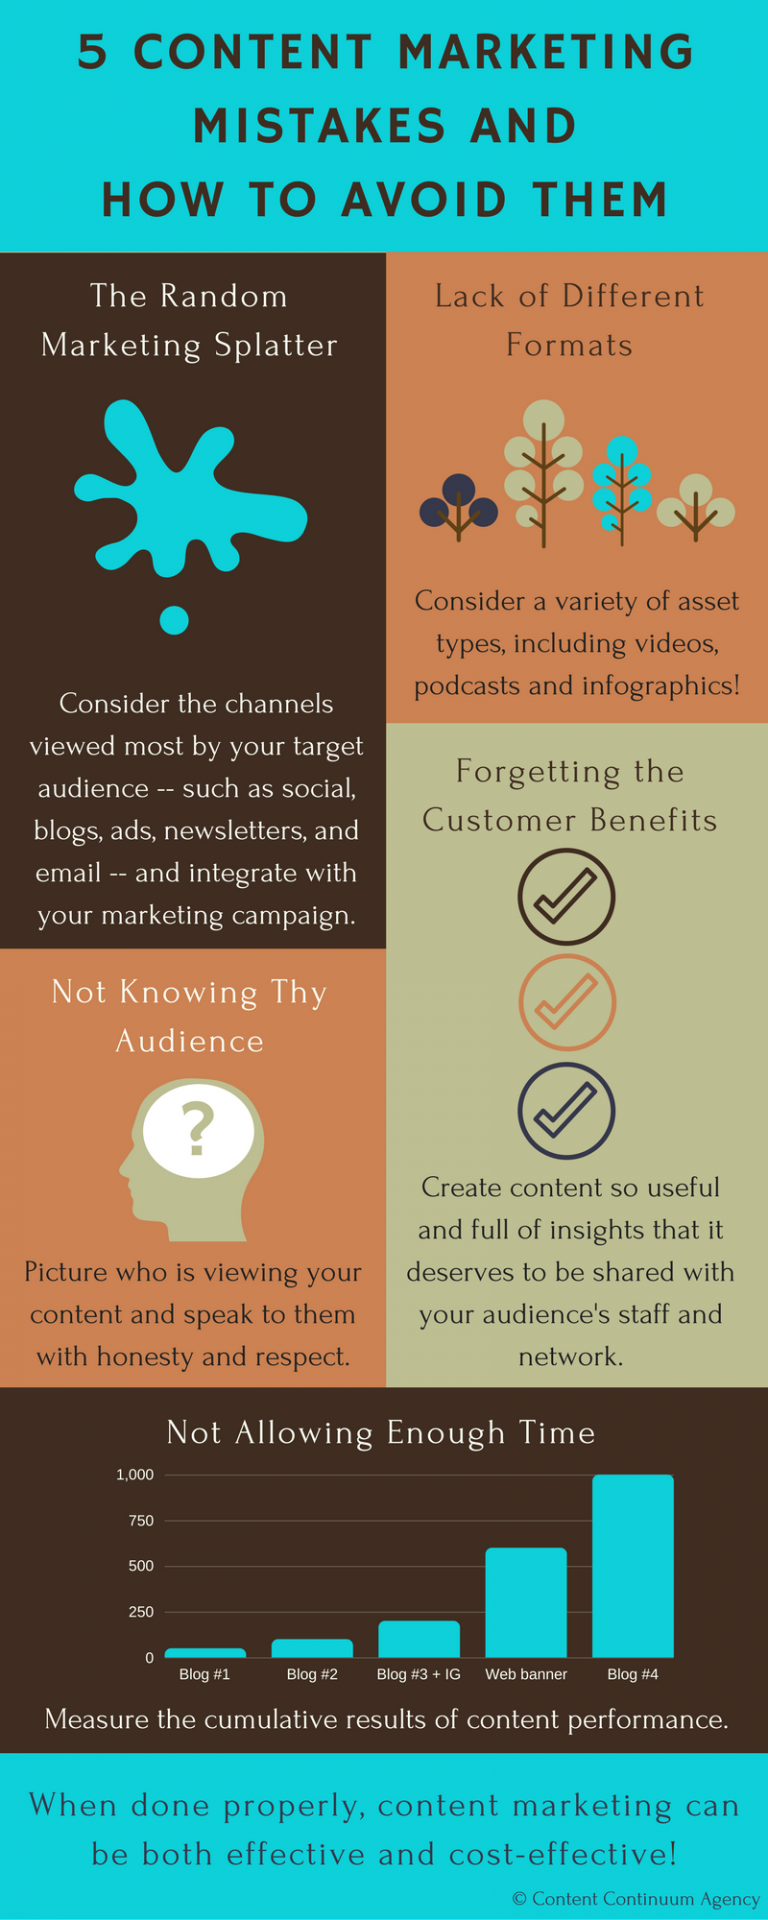 5 CONTENT MARKETING
MISTAKES AND
HOW TO AVOID THEM
The Random
Marketing Splatter
Consider the channels
viewed most by your target
audience -- such as social,
blogs, ads, newsletters, and
email -- and integrate with
your marketing campaign.
Lack of Different
Formats
Consider a variety of asset
types, including videos,
podcasts and infographics!
Forgetting the
Customer Benefits
Create content so useful
and full of insights that it
deserves to be shared with
your audience's staff and
network.
Not Knowing Thy
Audience
?
Picture who is viewing your
content and speak to them
with honesty and respect.
Not Allowing Enough Time
1,000
750
500
250
0
Blog #1 Blog #2 Blog #3 + IG Web banner Blog #4
Measure the cumulative results of content performance.
When done properly, content marketing can
be both effective and cost-effective!
© Content Continuum Agency